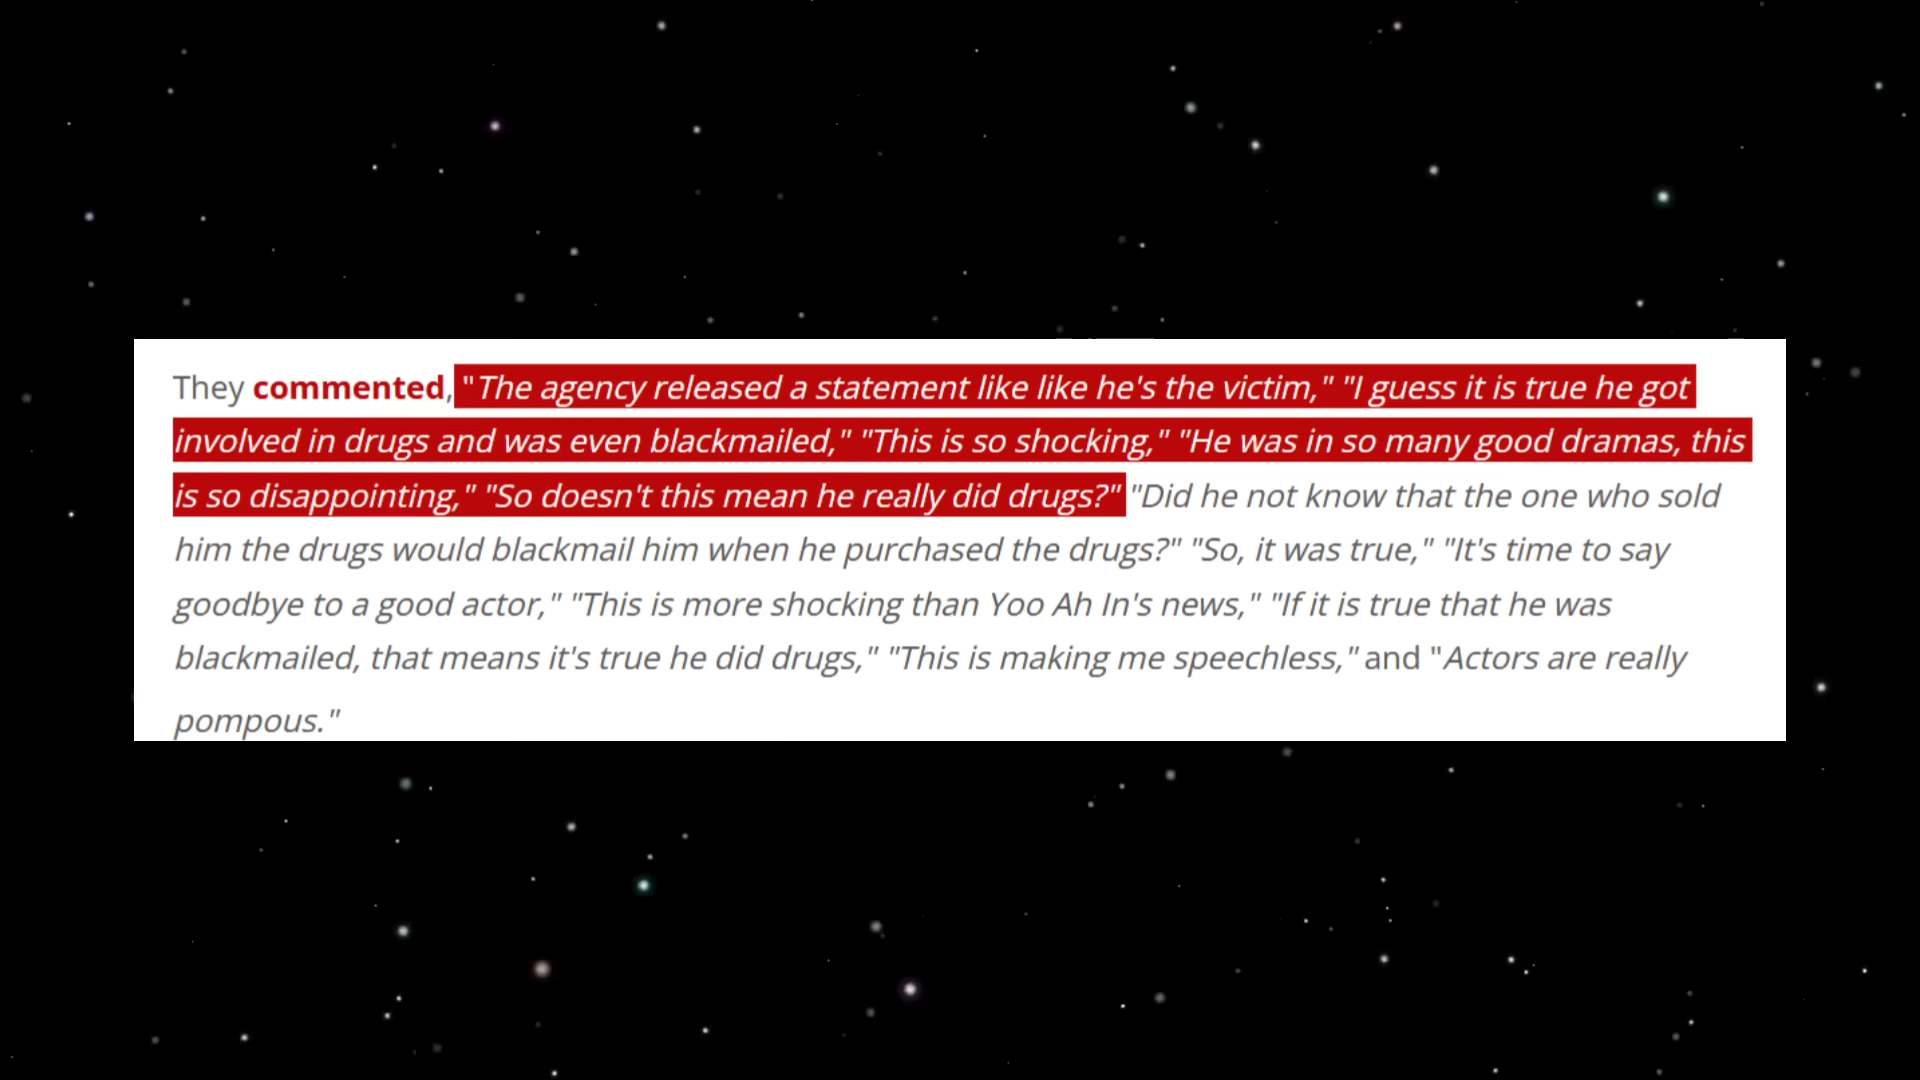 They commented, "The agency released a statement like like he's the victim," "I guess it is true he got
involved in drugs and was even blackmailed," "This is so shocking," "He was in so many good dramas, this
is so disappointing," "So doesn't this mean he really did drugs?" "Did he not know that the one who sold
him the drugs would blackmail him when he purchased the drugs?" "So, it was true," "It's time to say
goodbye to a good actor," "This is more shocking than Yoo Ah In's news," "If it is true that he was
blackmailed, that means it's true he did drugs," "This is making me speechless," and "Actors are really
pompous."